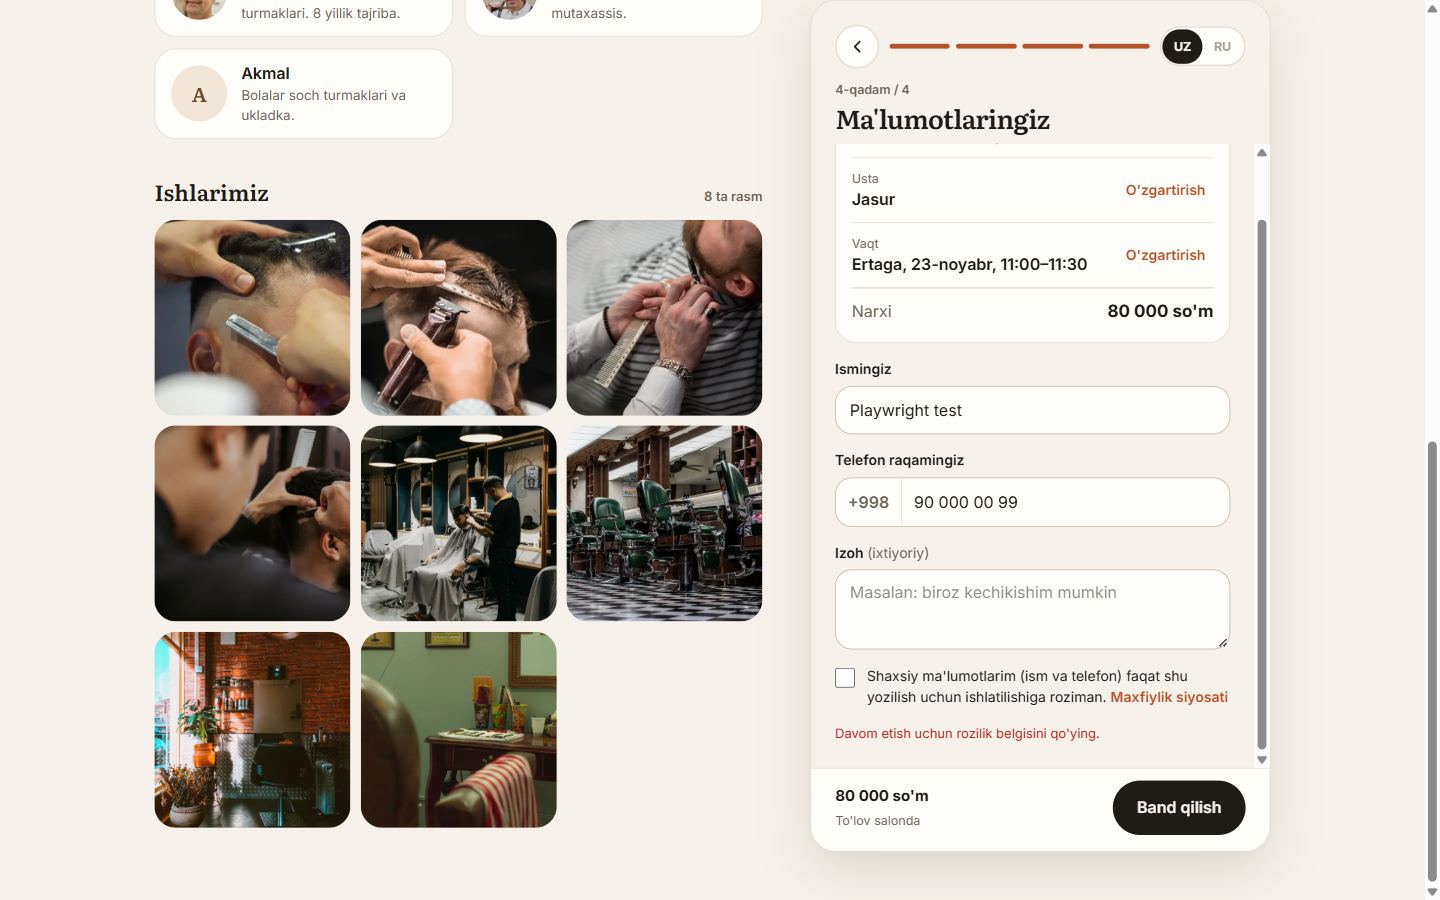 turmaklari. 8 yillik tajriba.
mutaxassis.
A
Akmal
Bolalar soch turmaklari va
ukladka.
Ishlarimiz
8 ta rasm
UZ
RU
4-qadam / 4
Ma'lumotlaringiz
Usta
Jasur
O'zgartirish
Vaqt
Ertaga, 23-noyabr, 11:00–11:30
O'zgartirish
Narxi
80 000 so'm
Ismingiz
Playwright test
Telefon raqamingiz
+998
90 000 00 99
Izoh (ixtiyoriy)
Masalan: biroz kechikishim mumkin
Shaxsiy ma'lumotlarim (ism va telefon) faqat shu
yozilish uchun ishlatilishiga roziman. Maxfiylik siyosati
Davom etish uchun rozilik belgisini qo'ying.
80 000 so'm
To'lov salonda
Band qilish